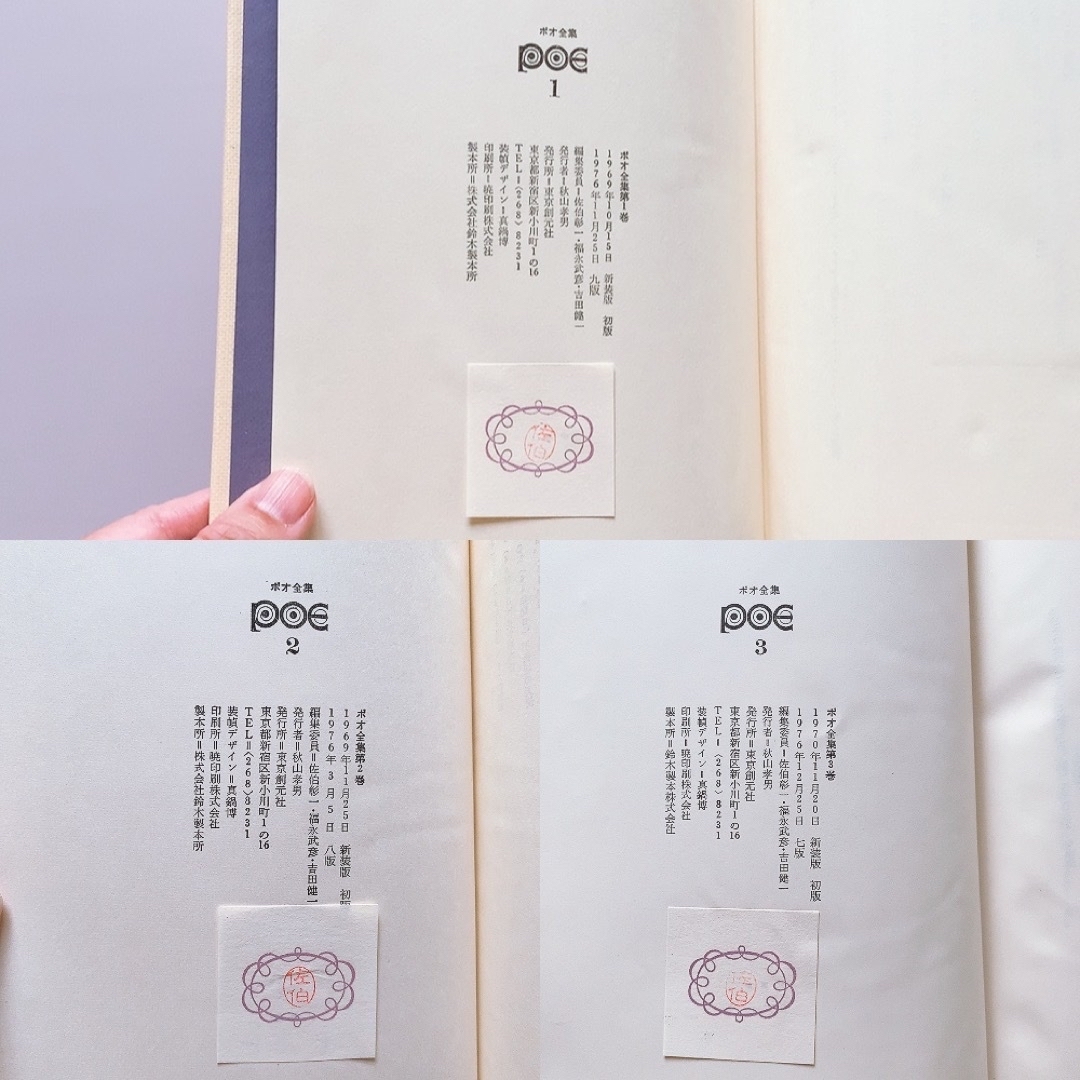 ポオ全集
POE
1
ポオ全集第1巻
1969年10月15日 新装版 初版
1976年11月25日 九版
編集委員=佐伯彰一・福永武彦・吉田健一
発行者=秋山孝男
発行所=東京創元社
東京都新宿区新小川町1の16
TEL=(268)8231
装幀デザイン=真鍋博
印刷所=暁印刷株式会社
製本所=株式会社鈴木製本所
佐伯
ポオ全集
POE
2
ポオ全集第2巻
1969年11月25日 新装版 初版
1976年3月5日 八版
編集委員=佐伯彰一・福永武彦・吉田健一
発行者=秋山孝男
発行所=東京創元社
東京都新宿区新小川町1の16
TEL=(268)8231
装幀デザイン=真鍋博
印刷所=暁印刷株式会社
製本所=株式会社鈴木製本所
佐伯
ポオ全集
POE
3
ポオ全集第3巻
1970年11月20日 新装版 初版
1976年12月25日 七版
編集委員=佐伯彰一・福永武彦・吉田健一
発行者=秋山孝男
発行所=東京創元社
東京都新宿区新小川町1の16
TEL=(268)8231
装幀デザイン=真鍋博
印刷所=暁印刷株式会社
製本所=鈴木製本株式会社
佐伯